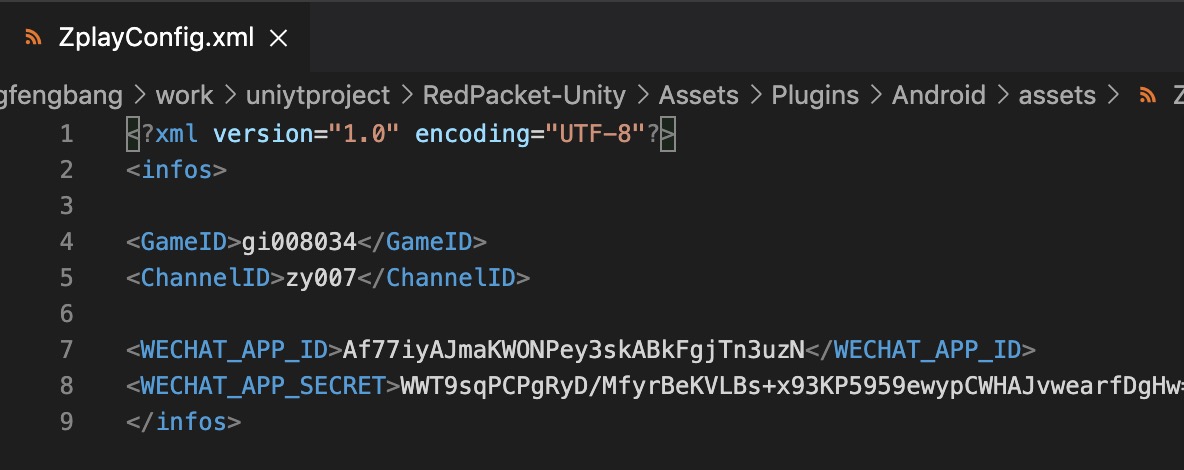 ZplayConfig.xml
gfengbang > work > uniytproject > RedPacket-Unity > Assets > Plugins > Android > assets > Z
1 <?xml version="1.0" encoding="UTF-8"?>
2 <infos>
3
4 <GameID>gi008034</GameID>
5 <ChannelID>zy007</ChannelID>
6
7 <WECHAT_APP_ID>Af77iyAJmaKWONPey3skABkFgjTn3uzN</WECHAT_APP_ID>
8 <WECHAT_APP_SECRET>WWT9sqPCPgRyD/MfyrBeKVLBs+x93KP5959ewypCWHAJvwearfDgHw=
9 </infos>